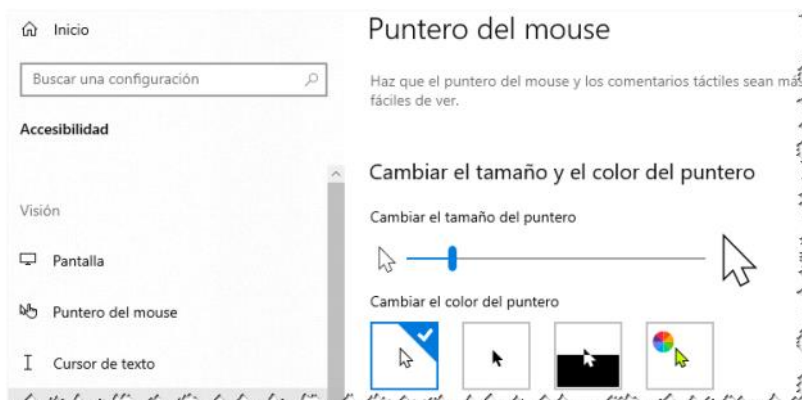 Inicio
Buscar una configuración
Accesibilidad
Visión
Pantalla
Puntero del mouse
Cursor de texto
Puntero del mouse
Haz que el puntero del mouse y los comentarios táctiles sean más
fáciles de ver.
Cambiar el tamaño y el color del puntero
Cambiar el tamaño del puntero
Cambiar el color del puntero